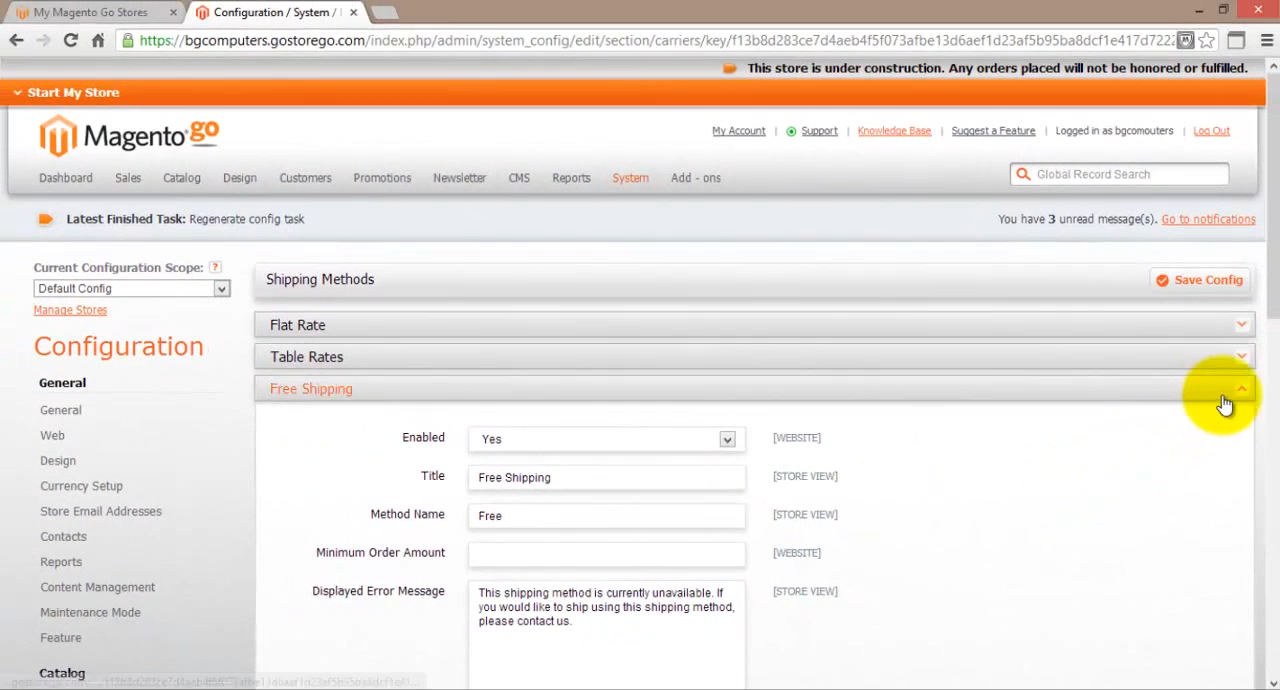 My Magento Go Stores
Configuration / System /
https://bgcomputers.gostorego.com/index.php/admin/system_config/edit/section/carriers/key/f13b8d283ce7d4aeb4f5f073afbe13d6aef1d23af5b95ba8dcf1e417d7222
This store is under construction. Any orders placed will not be honored or fulfilled.
Start My Store
Magento go
My Account | Support | Knowledge Base | Suggest a Feature | Logged in as bgcomouters | Log Out
Dashboard Sales Catalog Design Customers Promotions Newsletter CMS Reports System Add - ons
Global Record Search
Latest Finished Task: Regenerate config task
You have 3 unread message(s). Go to notifications
Current Configuration Scope: ?
Default Config
Manage Stores
Configuration
General
General
Web
Design
Currency Setup
Store Email Addresses
Contacts
Reports
Content Management
Maintenance Mode
Feature
Catalog
Shipping Methods
Save Config
Flat Rate
Table Rates
Free Shipping
Enabled Yes [WEBSITE]
Title Free Shipping [STORE VIEW]
Method Name Free [STORE VIEW]
Minimum Order Amount [WEBSITE]
Displayed Error Message [STORE VIEW]
This shipping method is currently unavailable. If
you would like to ship using this shipping method,
please contact us.